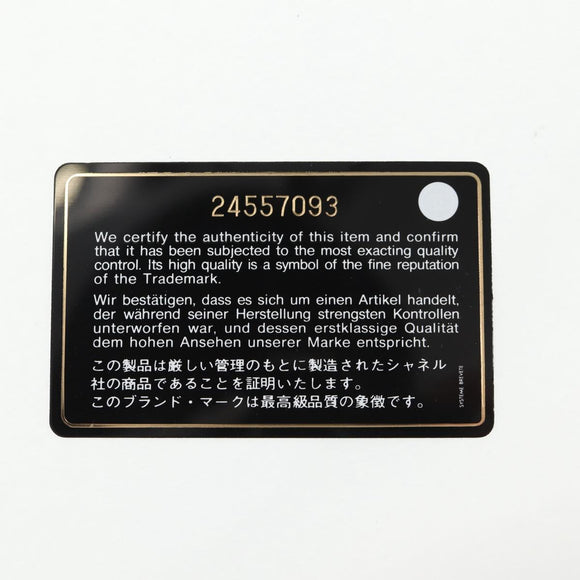 24557093
We certify the authenticity of this item and confirm
that it has been subjected to the most exacting quality
control. Its high quality is a symbol of the fine reputation
of the Trademark.
Wir bestätigen, dass es sich um einen Artikel handelt,
der während seiner Herstellung strengsten Kontrollen
unterworfen war, und dessen erstklassige Qualität
dem hohen Ansehen unserer Marke entspricht.
この製品は厳しい管理のもとに製造されたシャネル
社の商品であることを証明いたします。
このブランド・マークは最高級品質の象徴です。
SYSTEME BREVETE